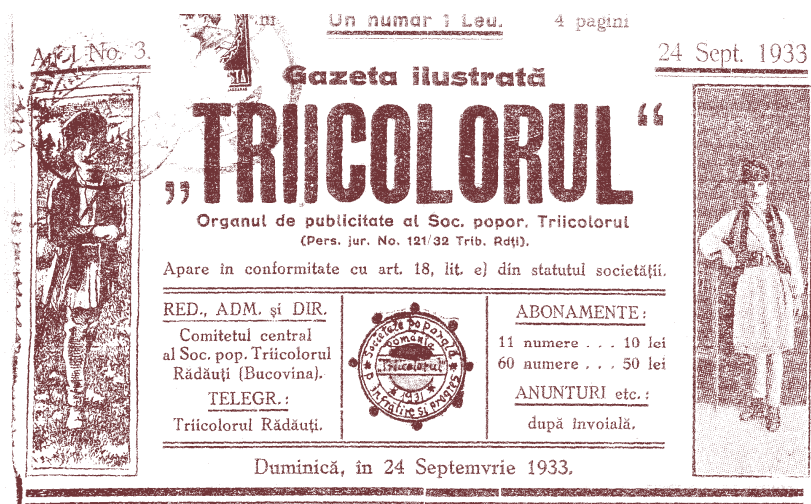 Un numar 1 Leu.
4 pagini
An. I No. 3.
24 Sept. 1933
Gazeta ilustrată
„TRIICOLORUL“
Organul de publicitate al Soc. popor. Triicolorul
(Pers. jur. No. 121/32 Trib. Rdţi).
Apare în conformitate cu art. 18, lit. e) din statutul societăţii.
RED., ADM. şi DIR.
Comitetul central
al Soc. pop. Triicolorul
Rădăuţi (Bucovina).
TELEGR.:
Triicolorul Rădăuţi.
Societate Poporală
România
„Triicolorul“
1931
ABONAMENTE:
11 numere . . . 10 lei
60 numere . . . 50 lei
ANUNTURI etc.:
după învoială.
Duminică, în 24 Septemvrie 1933.